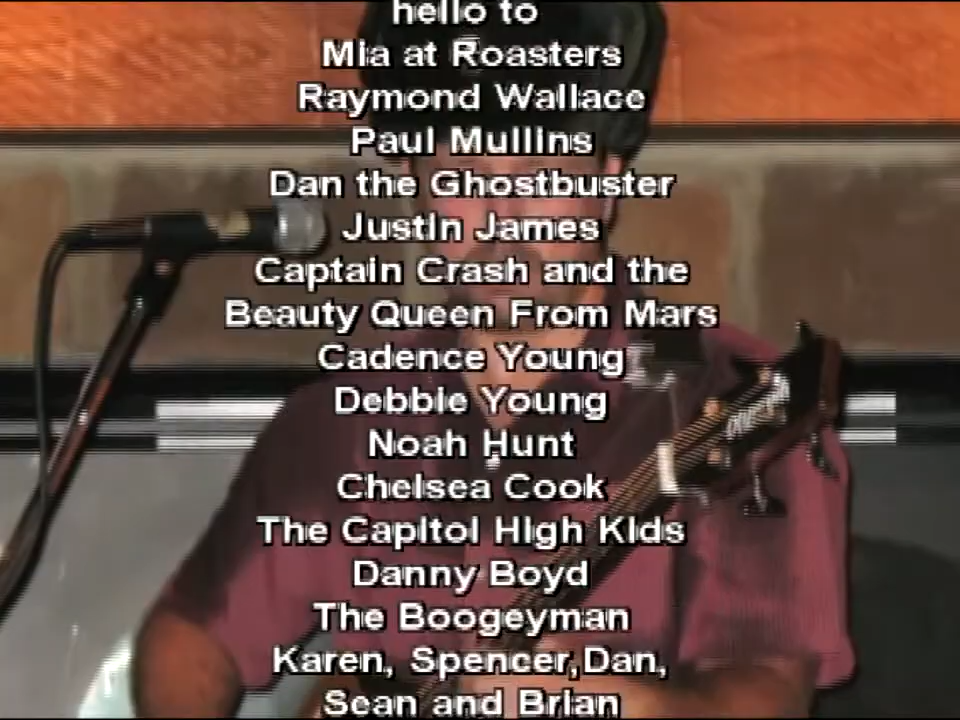 hello to
Mia at Roasters
Raymond Wallace
Paul Mullins
Dan the Ghostbuster
Justin James
Captain Crash and the
Beauty Queen From Mars
Cadence Young
Debbie Young
Noah Hunt
Chelsea Cook
The Capitol High Kids
Danny Boyd
The Boogeyman
Karen, Spencer,Dan,
Sean and Brian